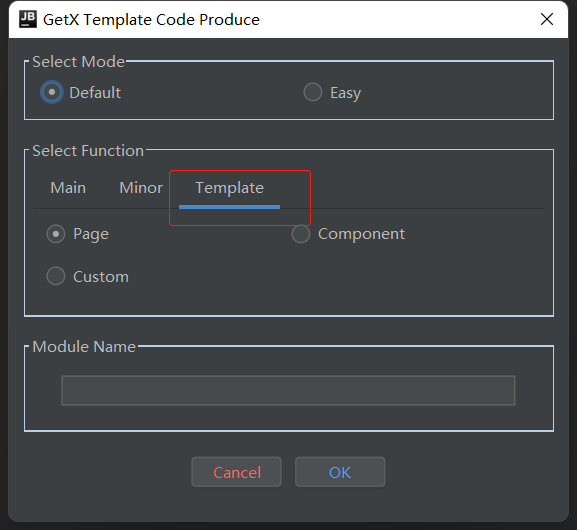 JB GetX Template Code Produce
Select Mode
Default Easy
Select Function
Main Minor Template
Page Component
Custom
Module Name
Cancel OK